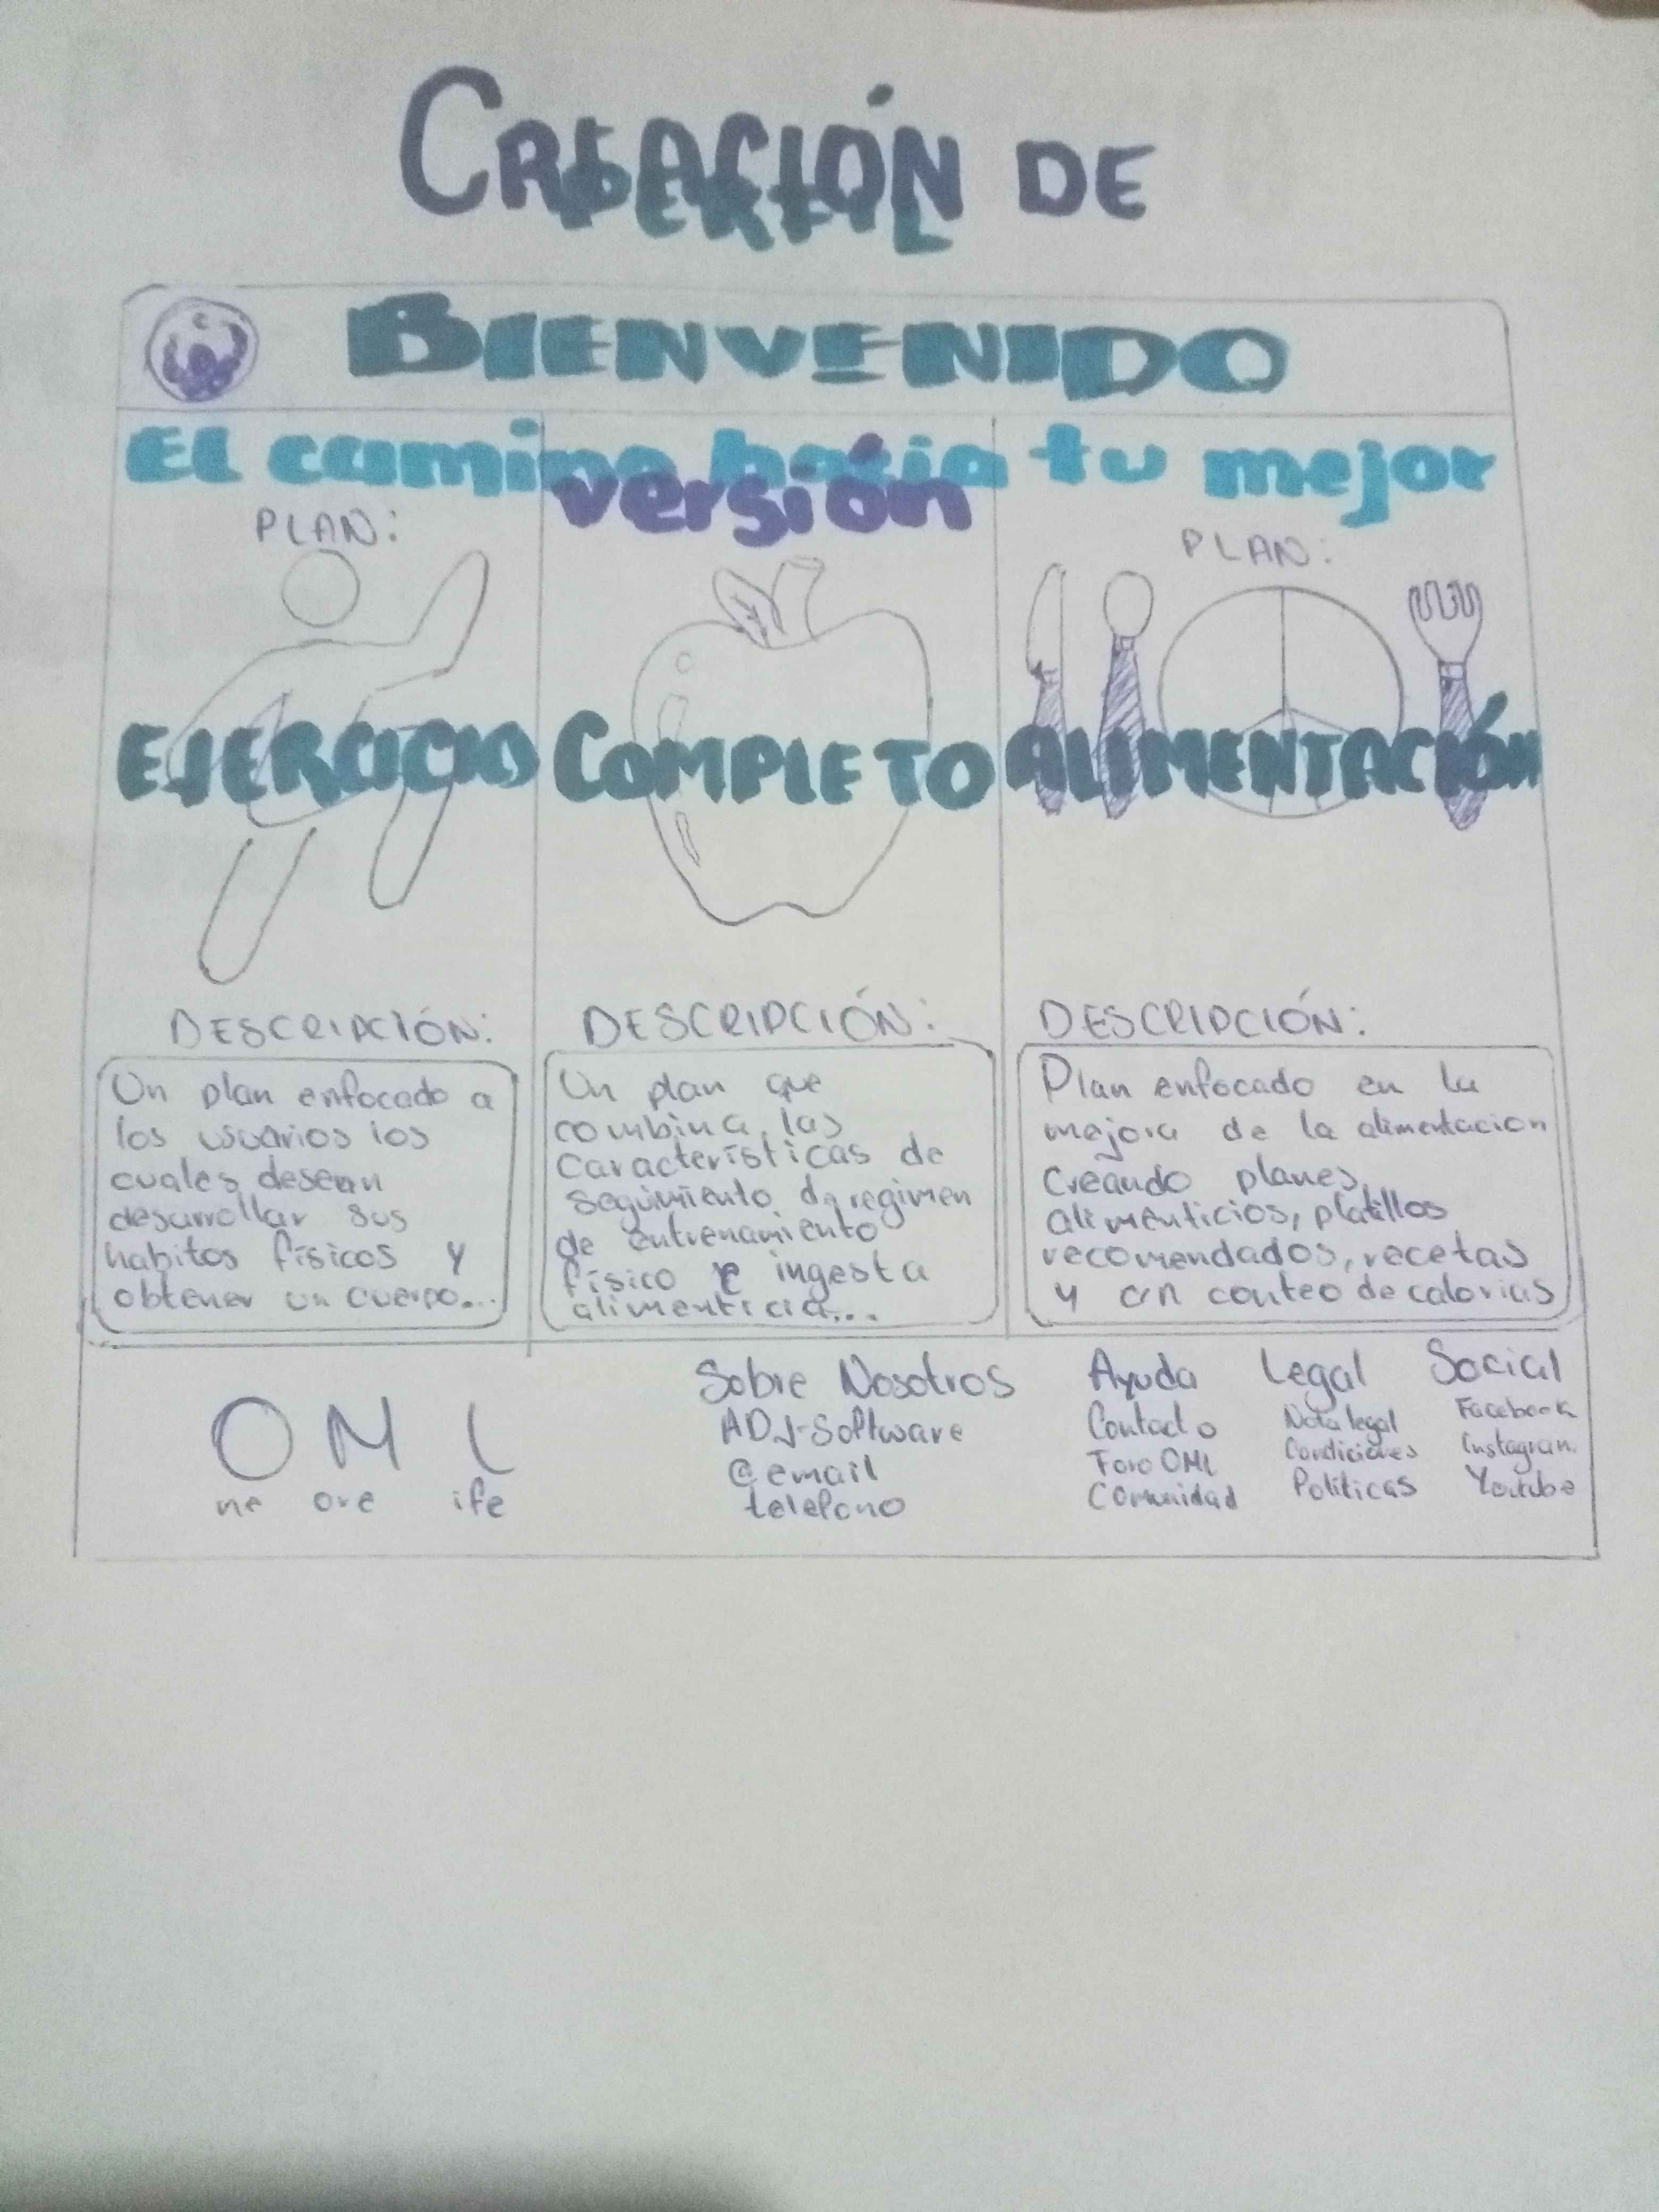 CREACIÓN DE
PERFIL
BIENVENIDO
El camino hacia tu mejor
versión
PLAN:
EJERCICIO
DESCRIPCIÓN:
Un plan enfocado a
los usuarios los
cuales desean
desarrollar sus
habitos físicos y
obtener un cuerpo...
COMPLETO
DESCRIPCIÓN:
Un plan que
combina las
características de
seguimiento de regimen
de entrenamiento
físico e ingesta
alimenticia...
PLAN:
ALIMENTACIÓN
DESCRIPCIÓN:
Plan enfocado en la
mejora de la alimentacion
creando planes
alimenticios, platillos
recomendados, recetas
y un conteo de calorias
O M L
ne ore ife
Sobre Nosotros
ADJ-Software
@email
telefono
Ayuda
Contacto
Foro OML
Comunidad
Legal
Nota legal
Condiciones
Políticas
Social
Facebook
Instagram
Youtube